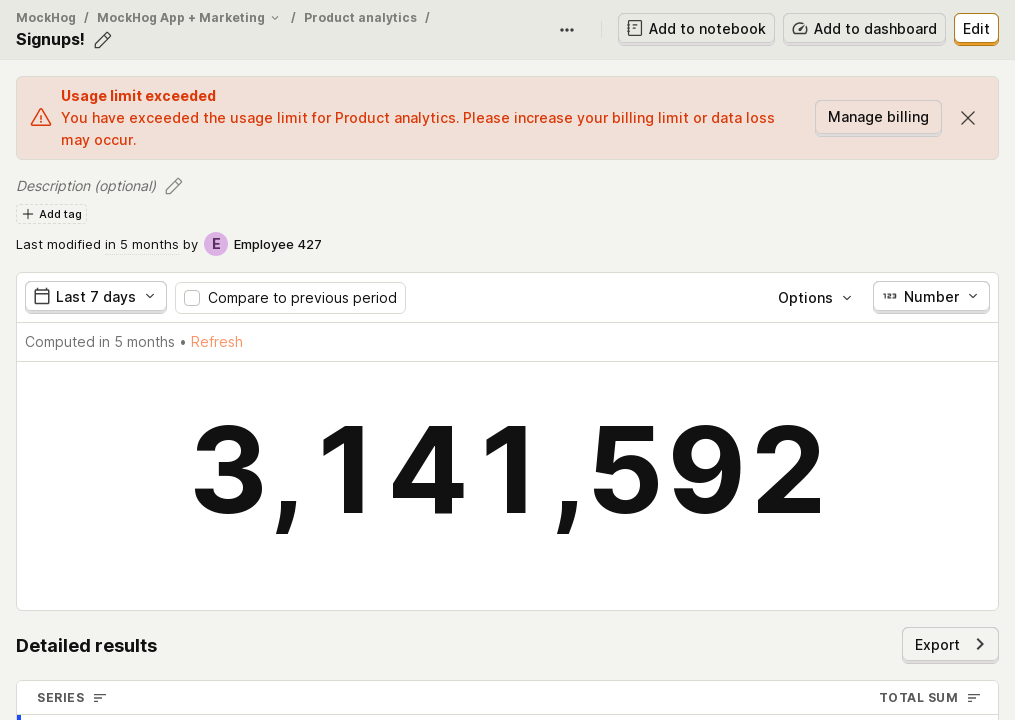 MockHog / MockHog App + Marketing / Product analytics /
Signups!
Add to notebook
Add to dashboard
Edit
Usage limit exceeded
You have exceeded the usage limit for Product analytics. Please increase your billing limit or data loss
may occur.
Manage billing
Description (optional)
Add tag
Last modified in 5 months by E Employee 427
Last 7 days
Compare to previous period
Options
123 Number
Computed in 5 months • Refresh
3,141,592
Detailed results
Export
SERIES
TOTAL SUM